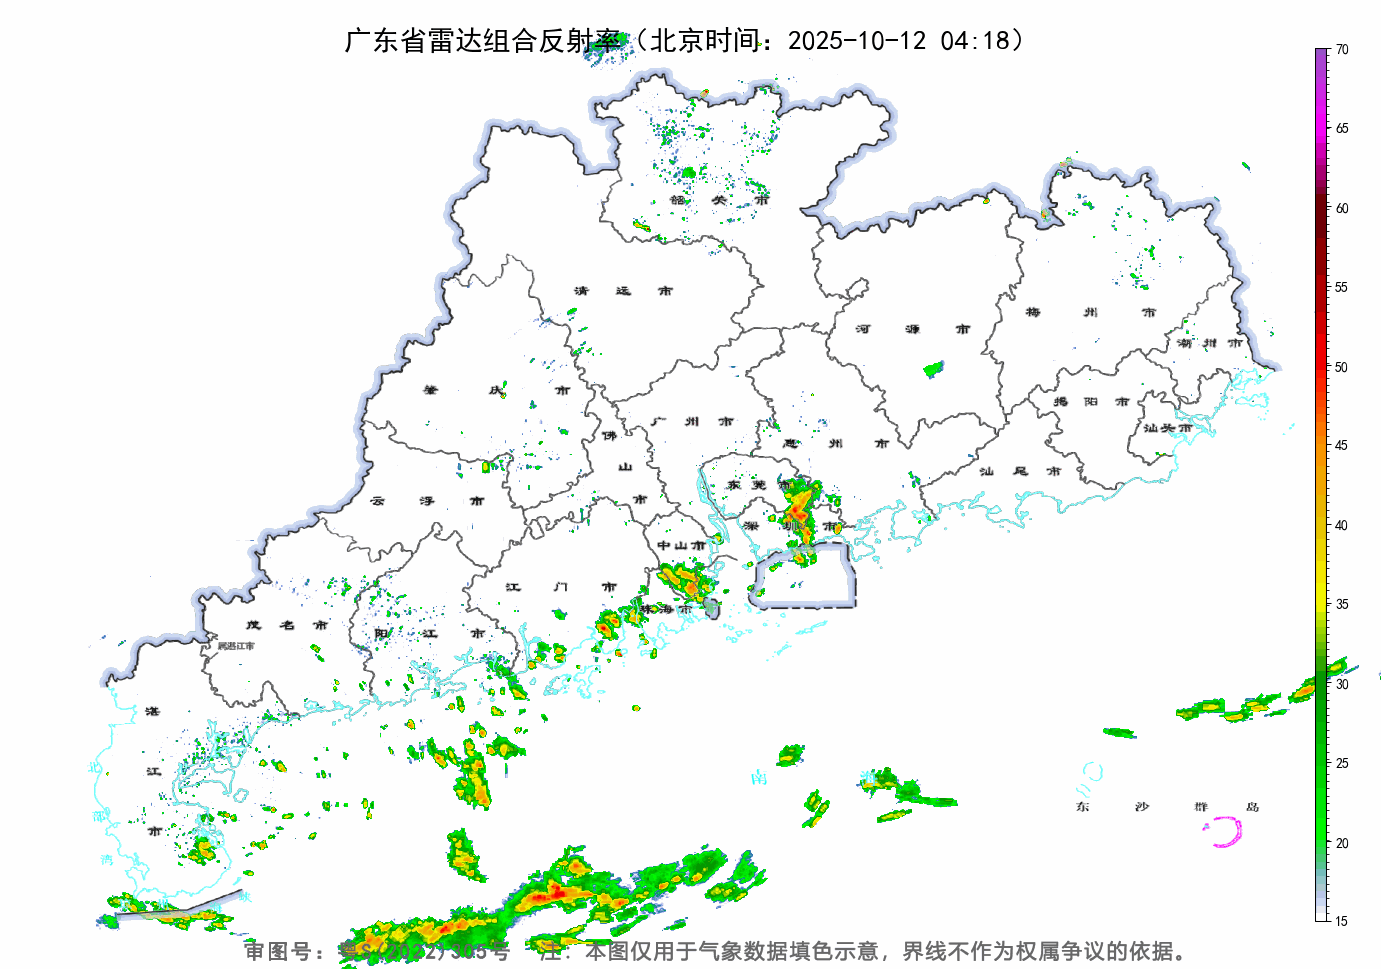 广东省雷达组合反射率（北京时间：2025-10-12 04:18）
70
65
60
55
50
45
40
35
30
25
20
15
韶关市
清远市
河源市
梅州市
潮州市
肇庆市
广州市
佛山市
惠州市
揭阳市
汕头市
汕尾市
云浮市
东莞市
深圳市
中山市
江门市
珠海市
茂名市
属湛江市
阳江市
湛江市
北部湾
南海
东沙群岛
审图号：粤S(2022)305号 注：本图仅用于气象数据填色示意，界线不作为权属争议的依据。